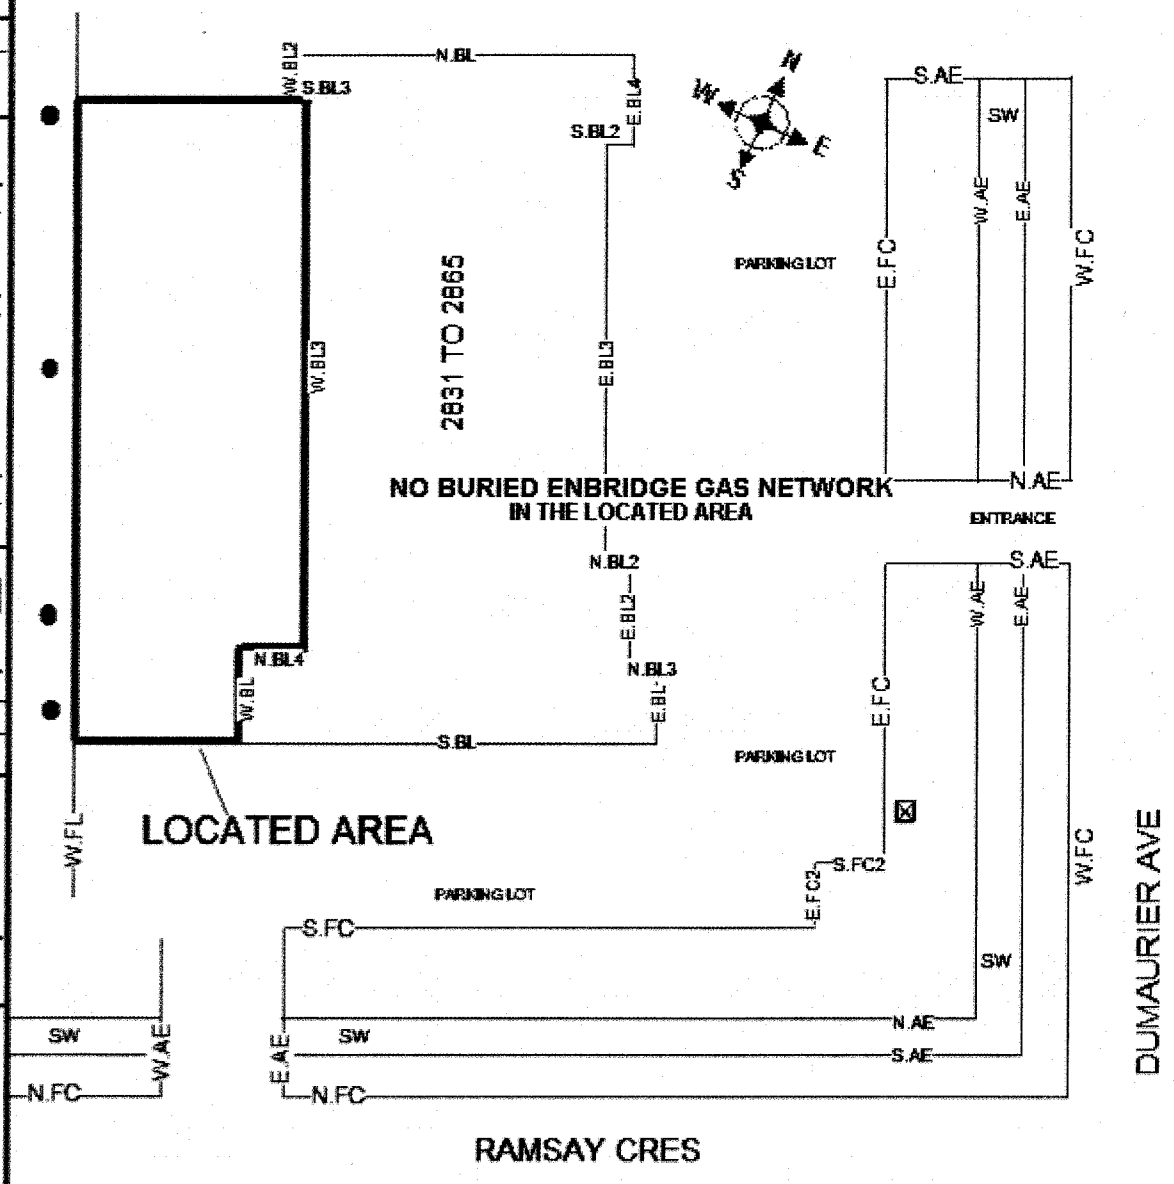 W.BL2
N.BL
S.BL3
E.BL4
S.BL2
N
W
E
S
S.AE
SW
W.AE
E.AE
E.FC
W.FC
PARKING LOT
2831 TO 2865
W.BL3
E.BL3
NO BURIED ENBRIDGE GAS NETWORK
IN THE LOCATED AREA
N.AE
ENTRANCE
N.BL2
S.AE
E.BL2
W.AE
E.AE
N.BL4
N.BL3
W.BL
E.BL
E.FC
S.BL
PARKING LOT
LOCATED AREA
W.FL
S.FC2
W.FC
E.FC2
PARKING LOT
S.FC
SW
DUMAURIER AVE
N.AE
SW
W.AE
E.AE
SW
S.AE
N.FC
N.FC
RAMSAY CRES